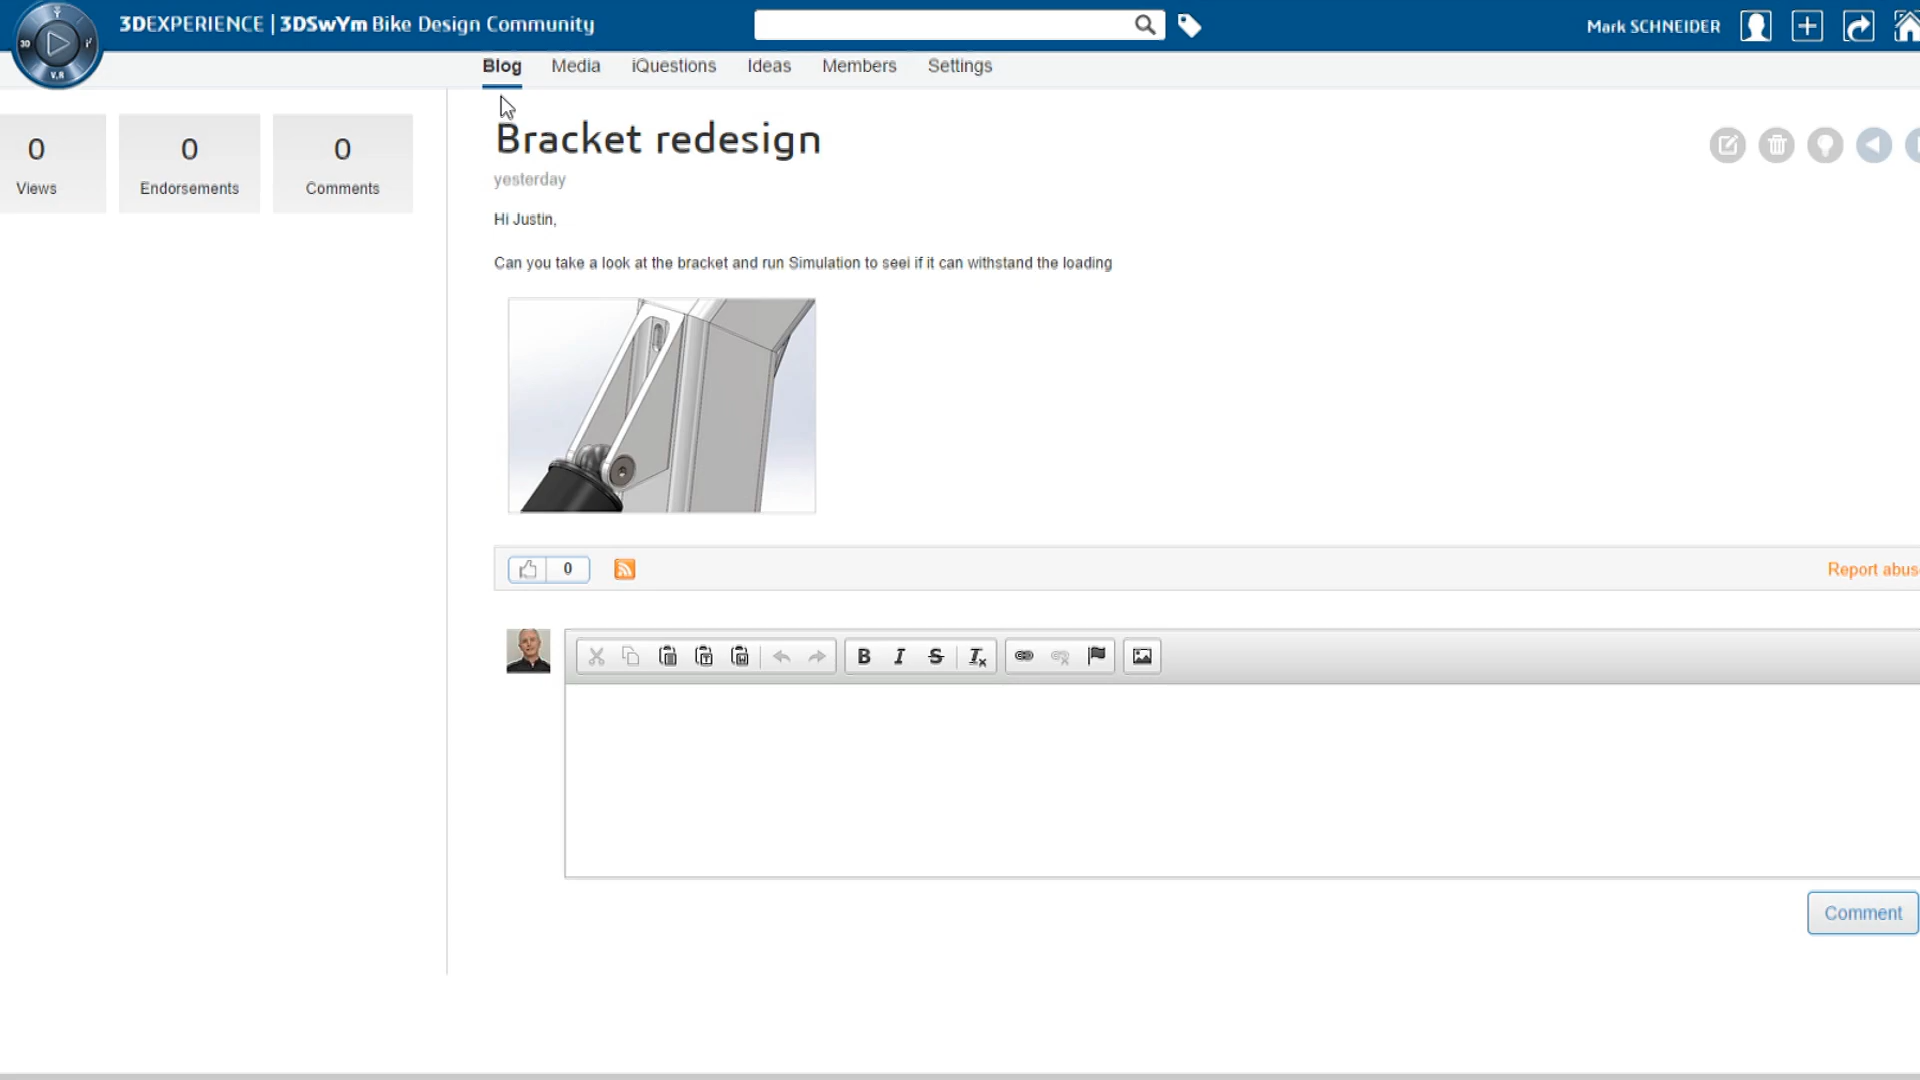 3DEXPERIENCE | 3DSwYm Bike Design Community
Mark SCHNEIDER
3D
V.R
Blog
Media
iQuestions
Ideas
Members
Settings
0
Views
0
Endorsements
0
Comments
Bracket redesign
yesterday
Hi Justin,
Can you take a look at the bracket and run Simulation to seei if it can withstand the loading
0
Report abus
B
I
S
Comment